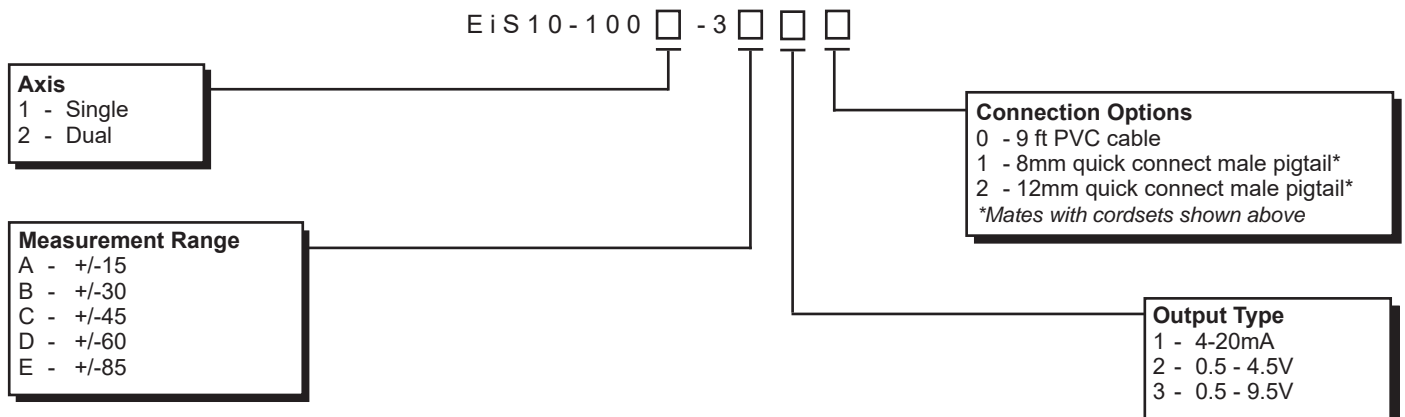 EiS10-100☐ -3☐ ☐ ☐
Axis
1 - Single
2 - Dual
Measurement Range
A - +/-15
B - +/-30
C - +/-45
D - +/-60
E - +/-85
Connection Options
0 - 9 ft PVC cable
1 - 8mm quick connect male pigtail*
2 - 12mm quick connect male pigtail*
*Mates with cordsets shown above
Output Type
1 - 4-20mA
2 - 0.5 - 4.5V
3 - 0.5 - 9.5V